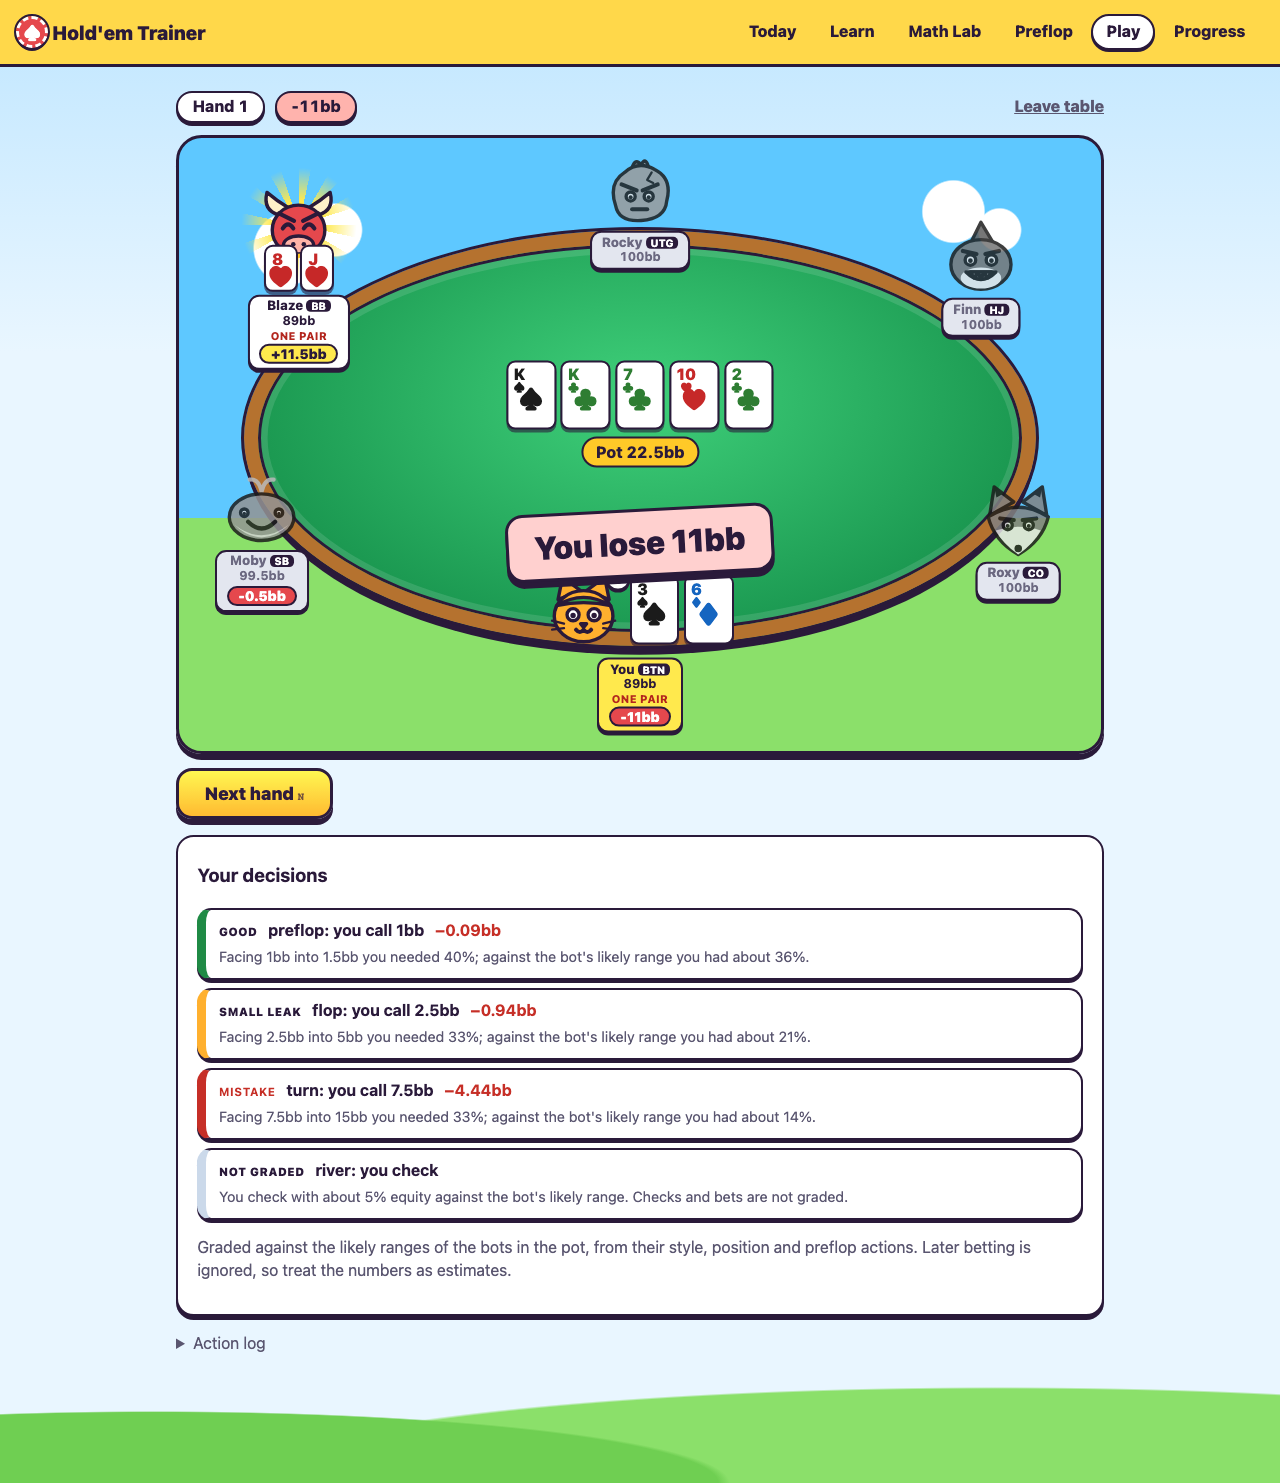 Hold'em Trainer
Today Learn Math Lab Preflop Play Progress
Hand 1 -11bb Leave table
Rocky UTG
100bb
8 J
Blaze BB
89bb
ONE PAIR
+11.5bb
Finn HJ
100bb
K K 7 10 2
Pot 22.5bb
You lose 11bb
Moby SB
99.5bb
-0.5bb
Roxy CO
100bb
3 6
You BTN
89bb
ONE PAIR
-11bb
Next hand N
Your decisions
GOOD preflop: you call 1bb −0.09bb
Facing 1bb into 1.5bb you needed 40%; against the bot's likely range you had about 36%.
SMALL LEAK flop: you call 2.5bb −0.94bb
Facing 2.5bb into 5bb you needed 33%; against the bot's likely range you had about 21%.
MISTAKE turn: you call 7.5bb −4.44bb
Facing 7.5bb into 15bb you needed 33%; against the bot's likely range you had about 14%.
NOT GRADED river: you check
You check with about 5% equity against the bot's likely range. Checks and bets are not graded.
Graded against the likely ranges of the bots in the pot, from their style, position and preflop actions. Later betting is
ignored, so treat the numbers as estimates.
Action log